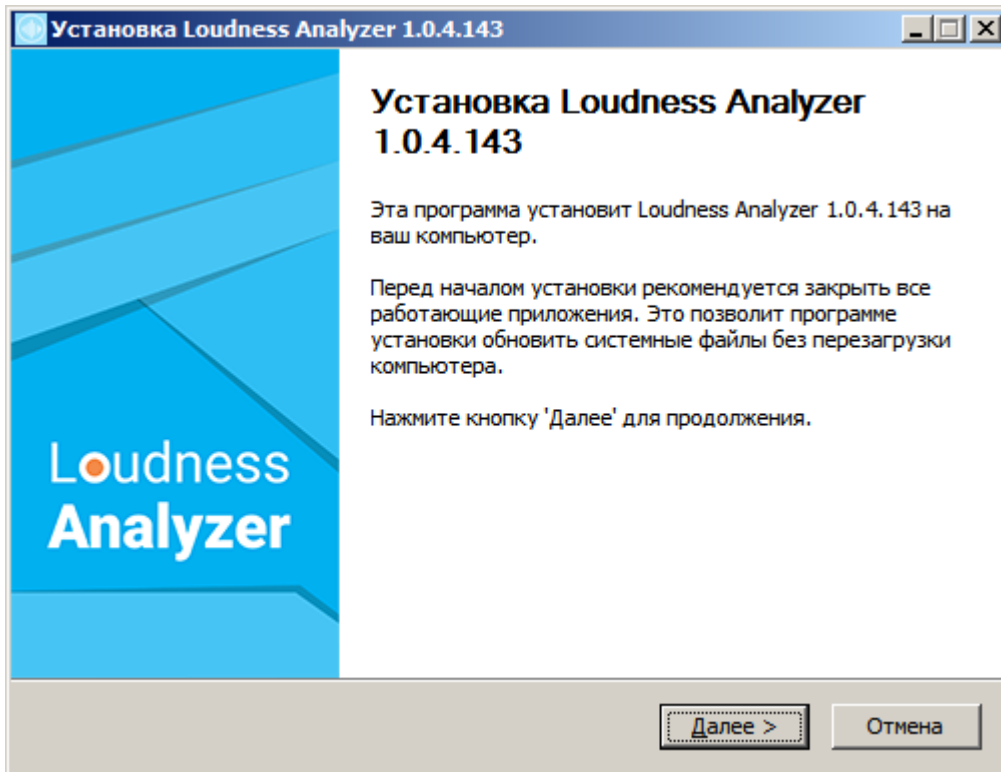 Установка Loudness Analyzer 1.0.4.143
Установка Loudness Analyzer
1.0.4.143
Эта программа установит Loudness Analyzer 1.0.4.143 на
ваш компьютер.
Перед началом установки рекомендуется закрыть все
работающие приложения. Это позволит программе
установки обновить системные файлы без перезагрузки
компьютера.
Нажмите кнопку 'Далее' для продолжения.
Loudness
Analyzer
Далее >
Отмена